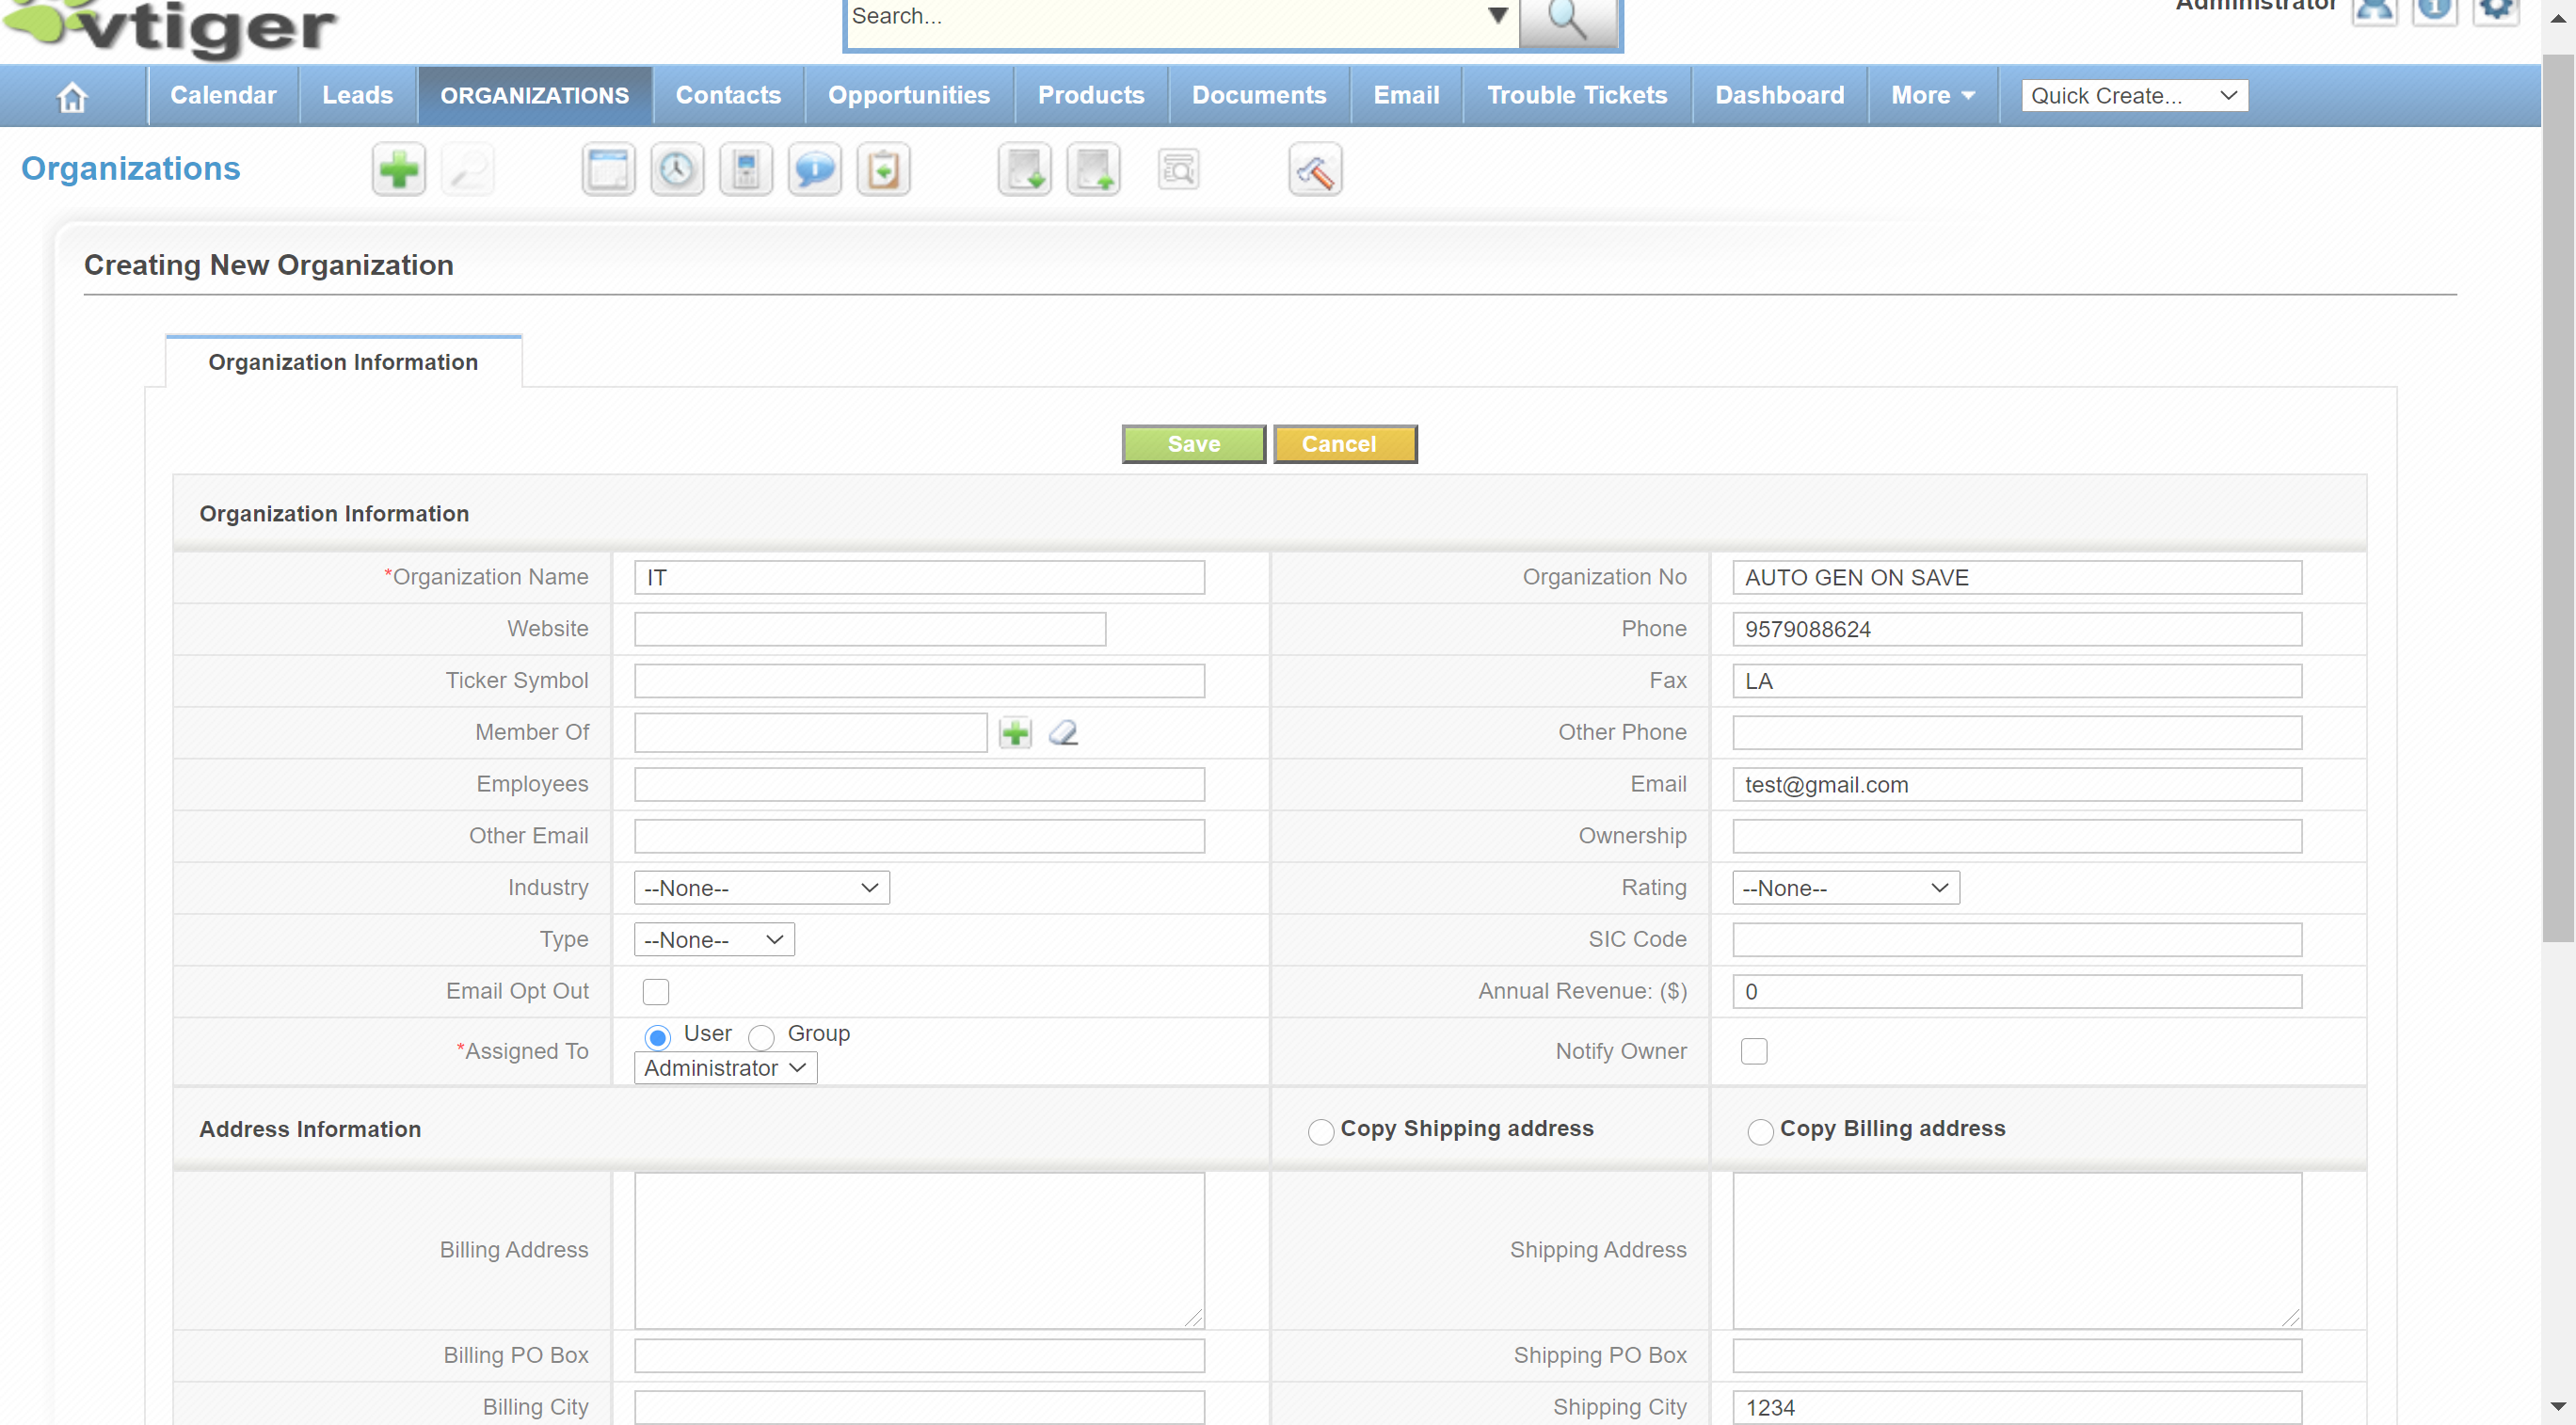 vtiger
Search...
Administrator
Calendar Leads ORGANIZATIONS Contacts Opportunities Products Documents Email Trouble Tickets Dashboard More Quick Create...
Organizations
Creating New Organization
Organization Information
Save Cancel
Organization Information
*Organization Name IT Organization No AUTO GEN ON SAVE
Website Phone 9579088624
Ticker Symbol Fax LA
Member Of Other Phone
Employees Email test@gmail.com
Other Email Ownership
Industry --None-- Rating --None--
Type --None-- SIC Code
Email Opt Out Annual Revenue: ($) 0
*Assigned To User Group Administrator Notify Owner
Address Information Copy Shipping address Copy Billing address
Billing Address Shipping Address
Billing PO Box Shipping PO Box
Billing City Shipping City 1234